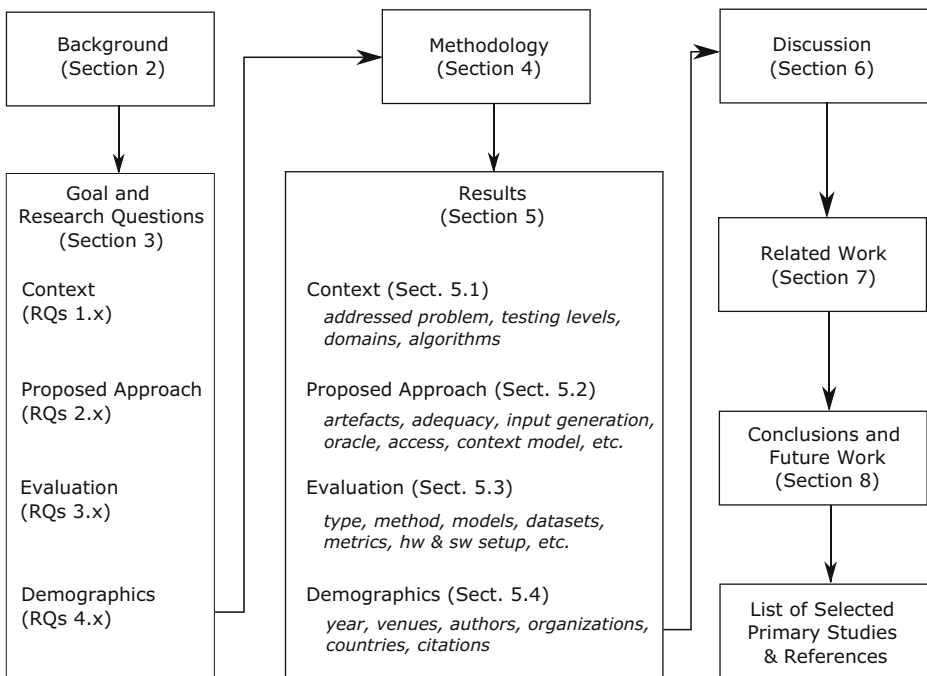 Background
(Section 2)
Goal and
Research Questions
(Section 3)
Context
(RQs 1.x)
Proposed Approach
(RQs 2.x)
Evaluation
(RQs 3.x)
Demographics
(RQs 4.x)
Methodology
(Section 4)
Results
(Section 5)
Context (Sect. 5.1)
addressed problem, testing levels,
domains, algorithms
Proposed Approach (Sect. 5.2)
artefacts, adequacy, input generation,
oracle, access, context model, etc.
Evaluation (Sect. 5.3)
type, method, models, datasets,
metrics, hw & sw setup, etc.
Demographics (Sect. 5.4)
year, venues, authors, organizations,
countries, citations
Discussion
(Section 6)
Related Work
(Section 7)
Conclusions and
Future Work
(Section 8)
List of Selected
Primary Studies
& References